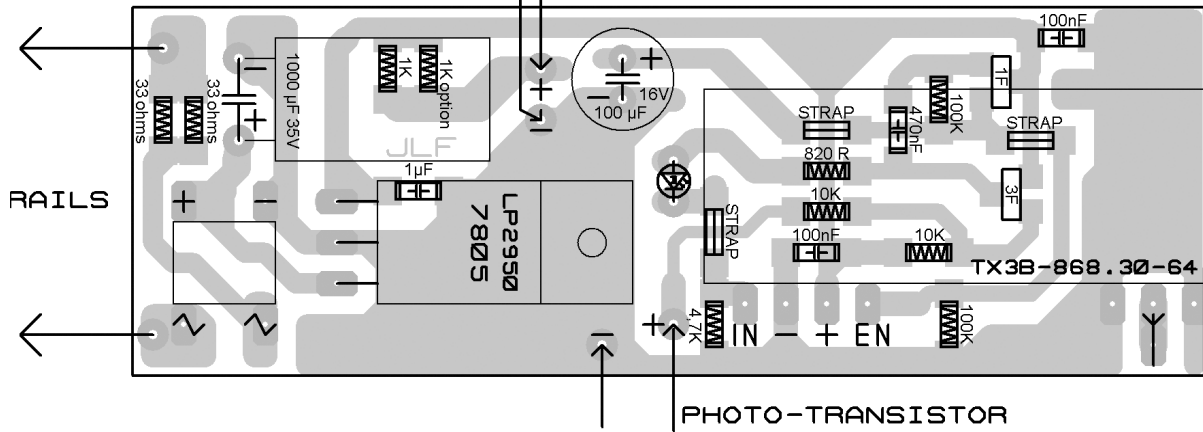 100nF
33 ohms
33 ohms
1000 µF 35V
1K
1K option
+
16V
100 µF
JLF
1µF
1F
100K
470nF
STRAP
STRAP
820 R
10K
3F
RAILS
+ -
LP2950
7805
STRAP
100nF
10K
TX3B-868.30-64
4,7K
IN - + EN
100K
+
-
PHOTO-TRANSISTOR